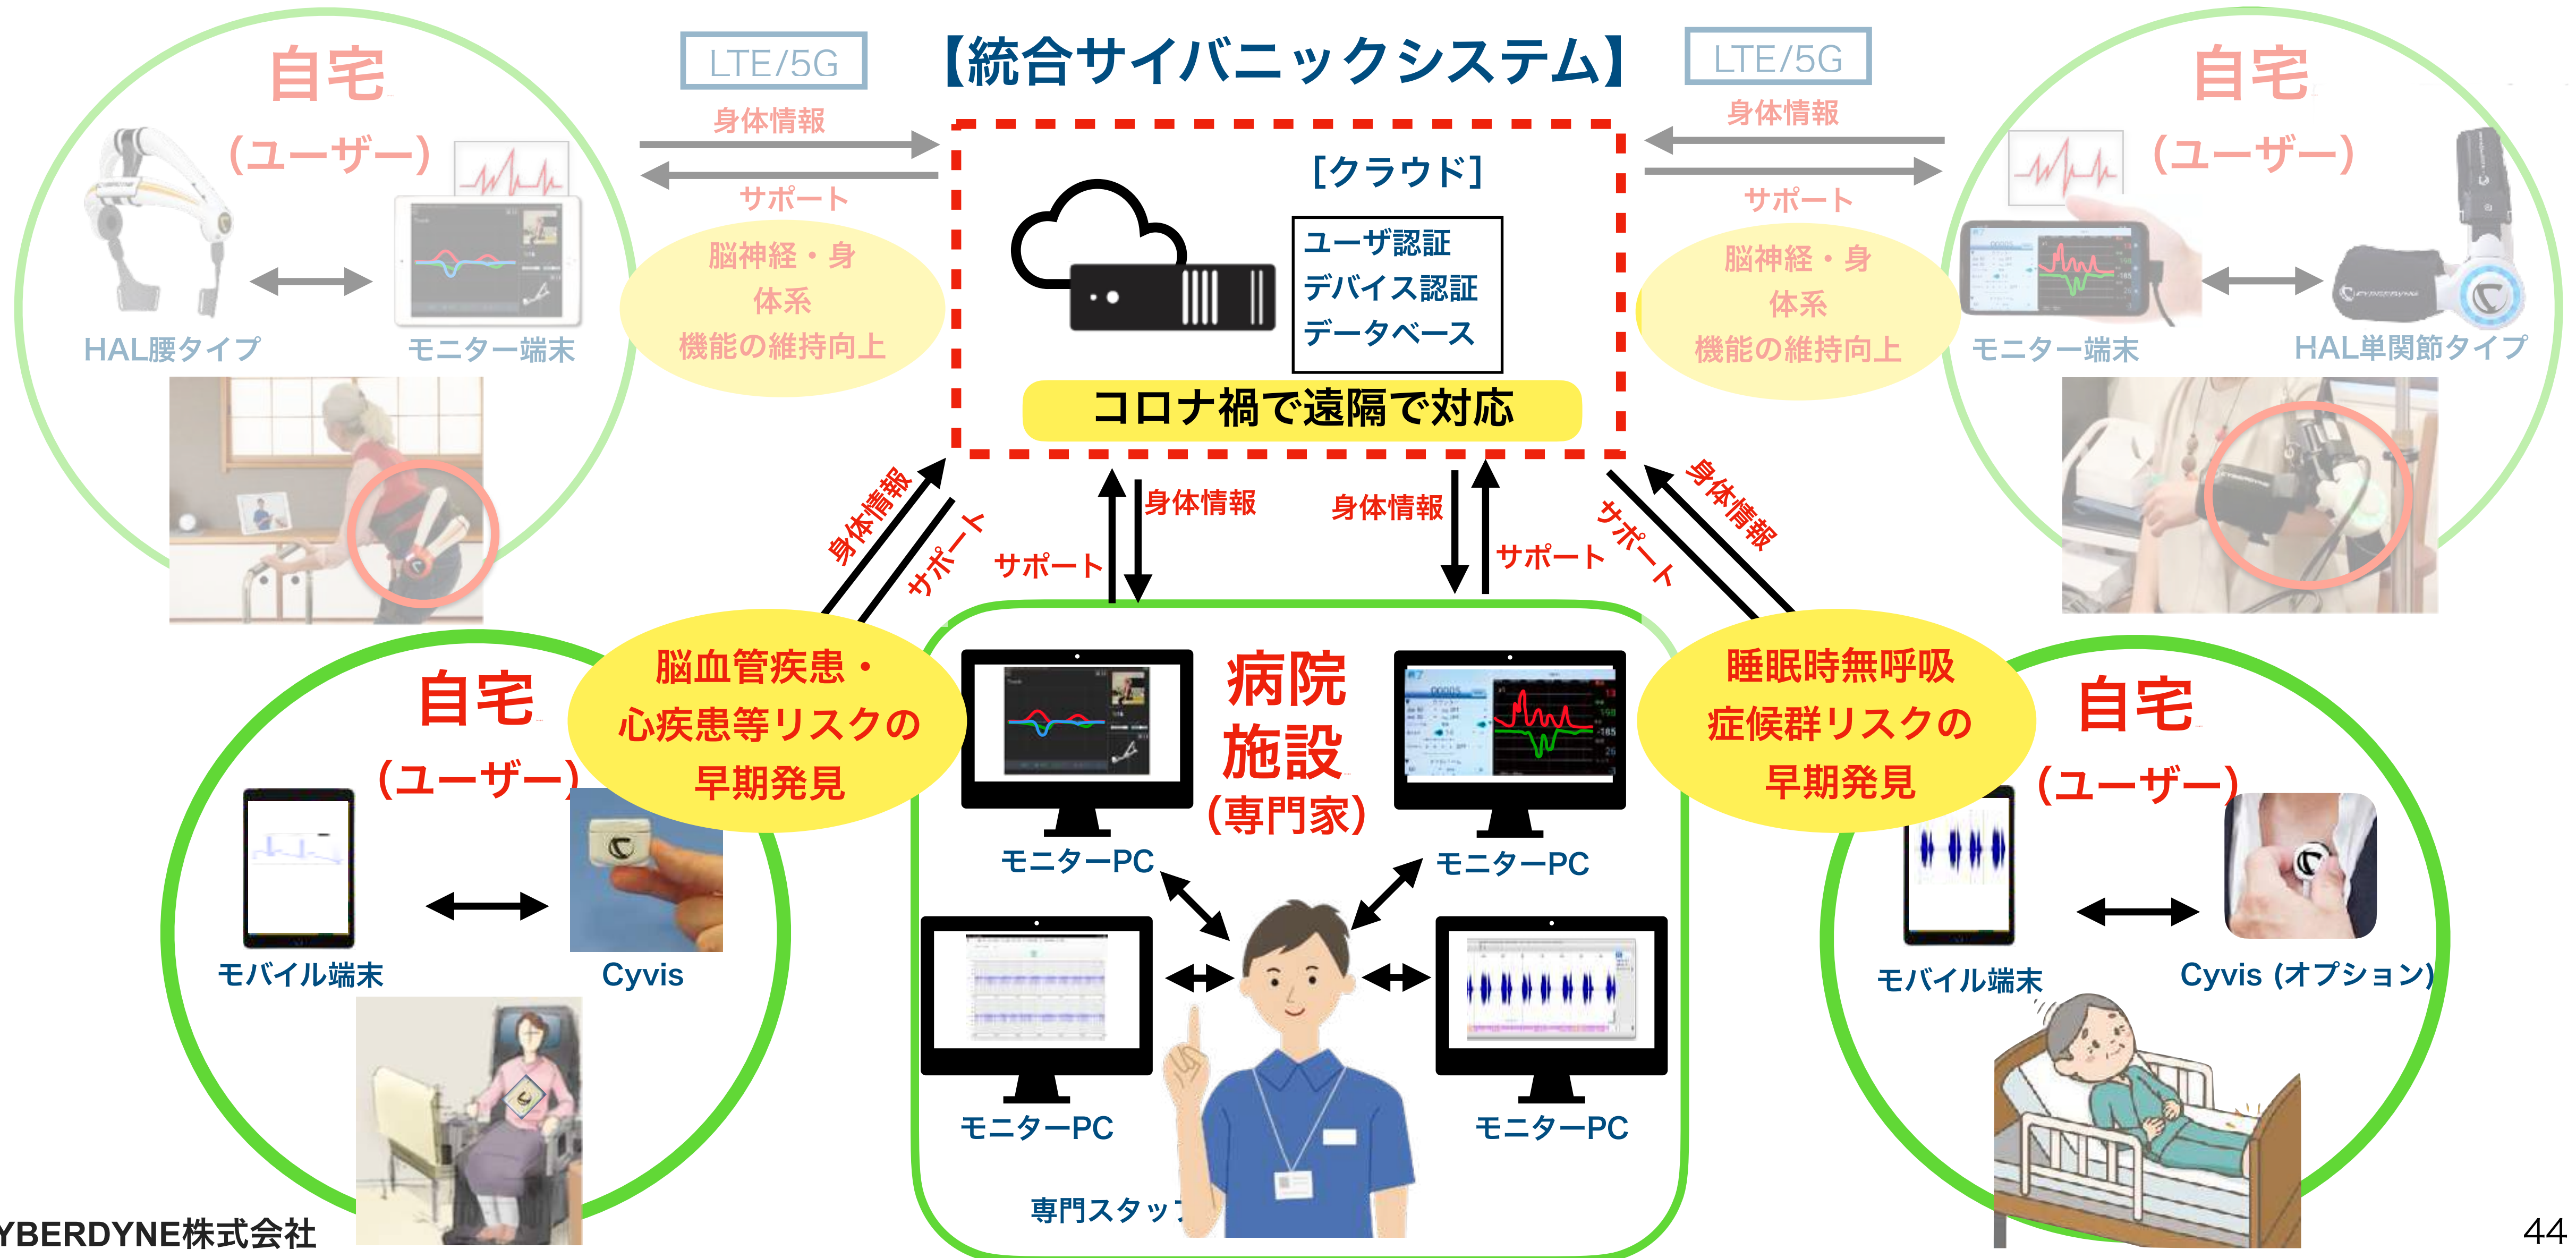 【統合サイバニックシステム】
自宅
(ユーザー)
HAL腰タイプ
モニター端末
LTE/5G
身体情報
サポート
脳神経・身
体系
機能の維持向上
[クラウド]
ユーザ認証
デバイス認証
データベース
コロナ禍で遠隔で対応
LTE/5G
身体情報
サポート
脳神経・身
体系
機能の維持向上
自宅
(ユーザー)
モニター端末
HAL単関節タイプ
CYBERDYNE
身体情報
サポート
サポート
身体情報
身体情報
サポート
サポート
身体情報
自宅
(ユーザー)
脳血管疾患・
心疾患等リスクの
早期発見
モバイル端末
Cyvis
病院
施設
(専門家)
モニターPC
モニターPC
00005
モニターPC
モニターPC
専門スタッフ
睡眠時無呼吸
症候群リスクの
早期発見
自宅
(ユーザー)
モバイル端末
Cyvis (オプション)
YBERDYNE株式会社
44